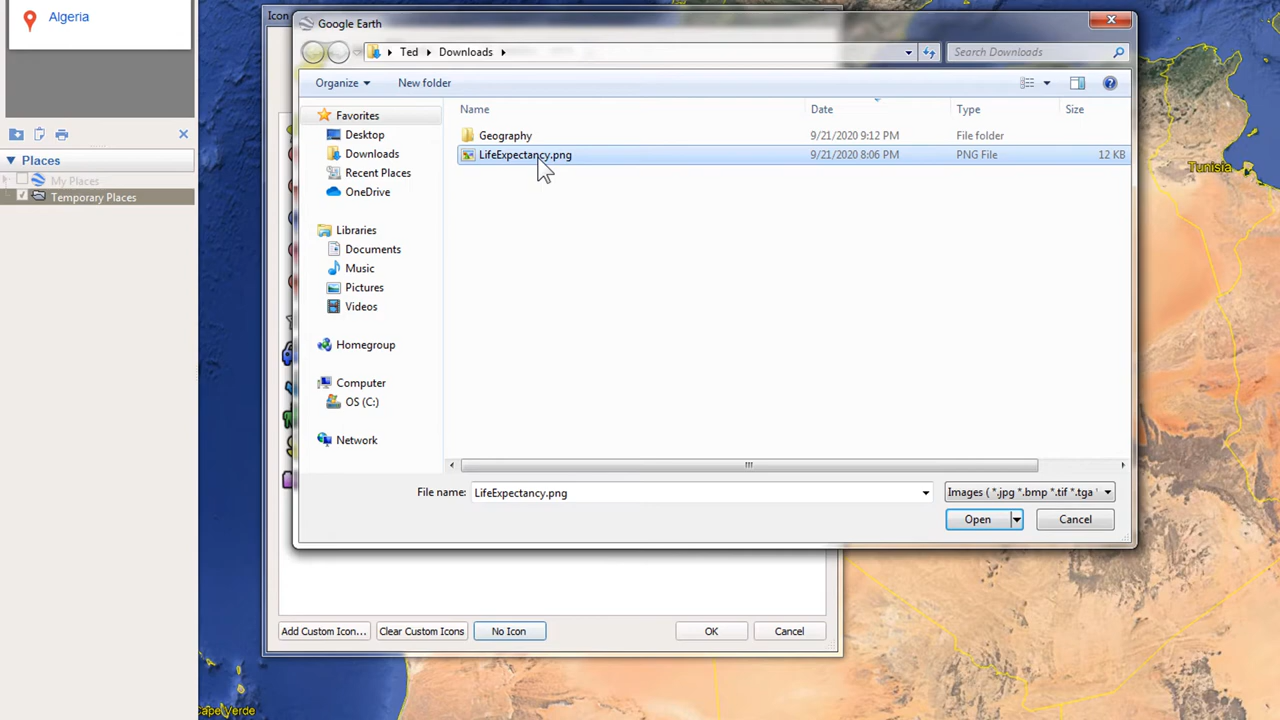 Algeria
Icon
Google Earth
Ted
Downloads
Search Downloads
Organize
New folder
Name
Date
Type
Size
Favorites
Desktop
Downloads
Recent Places
OneDrive
Geography
9/21/2020 9:12 PM
File folder
LifeExpectancy.png
9/21/2020 8:06 PM
PNG File
12 KB
Places
My Places
Temporary Places
Libraries
Documents
Music
Pictures
Videos
Homegroup
Computer
OS (C:)
Network
File name:
LifeExpectancy.png
Images ( *.jpg *.bmp *.tif *.tga
Open
Cancel
Add Custom Icon...
Clear Custom Icons
No Icon
OK
Cancel
Tunisia
Cape Verde